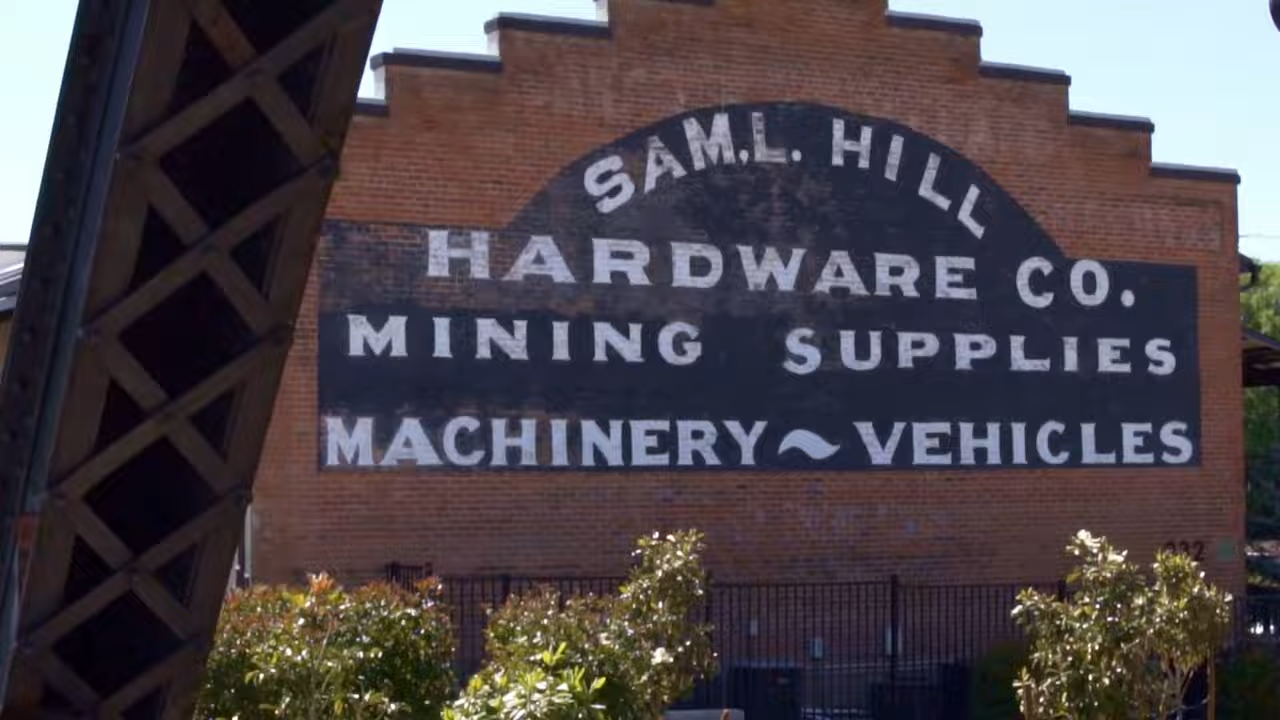 SAM,L. HILL
HARDWARE CO.
MINING SUPPLIES
MACHINERY~VEHICLES